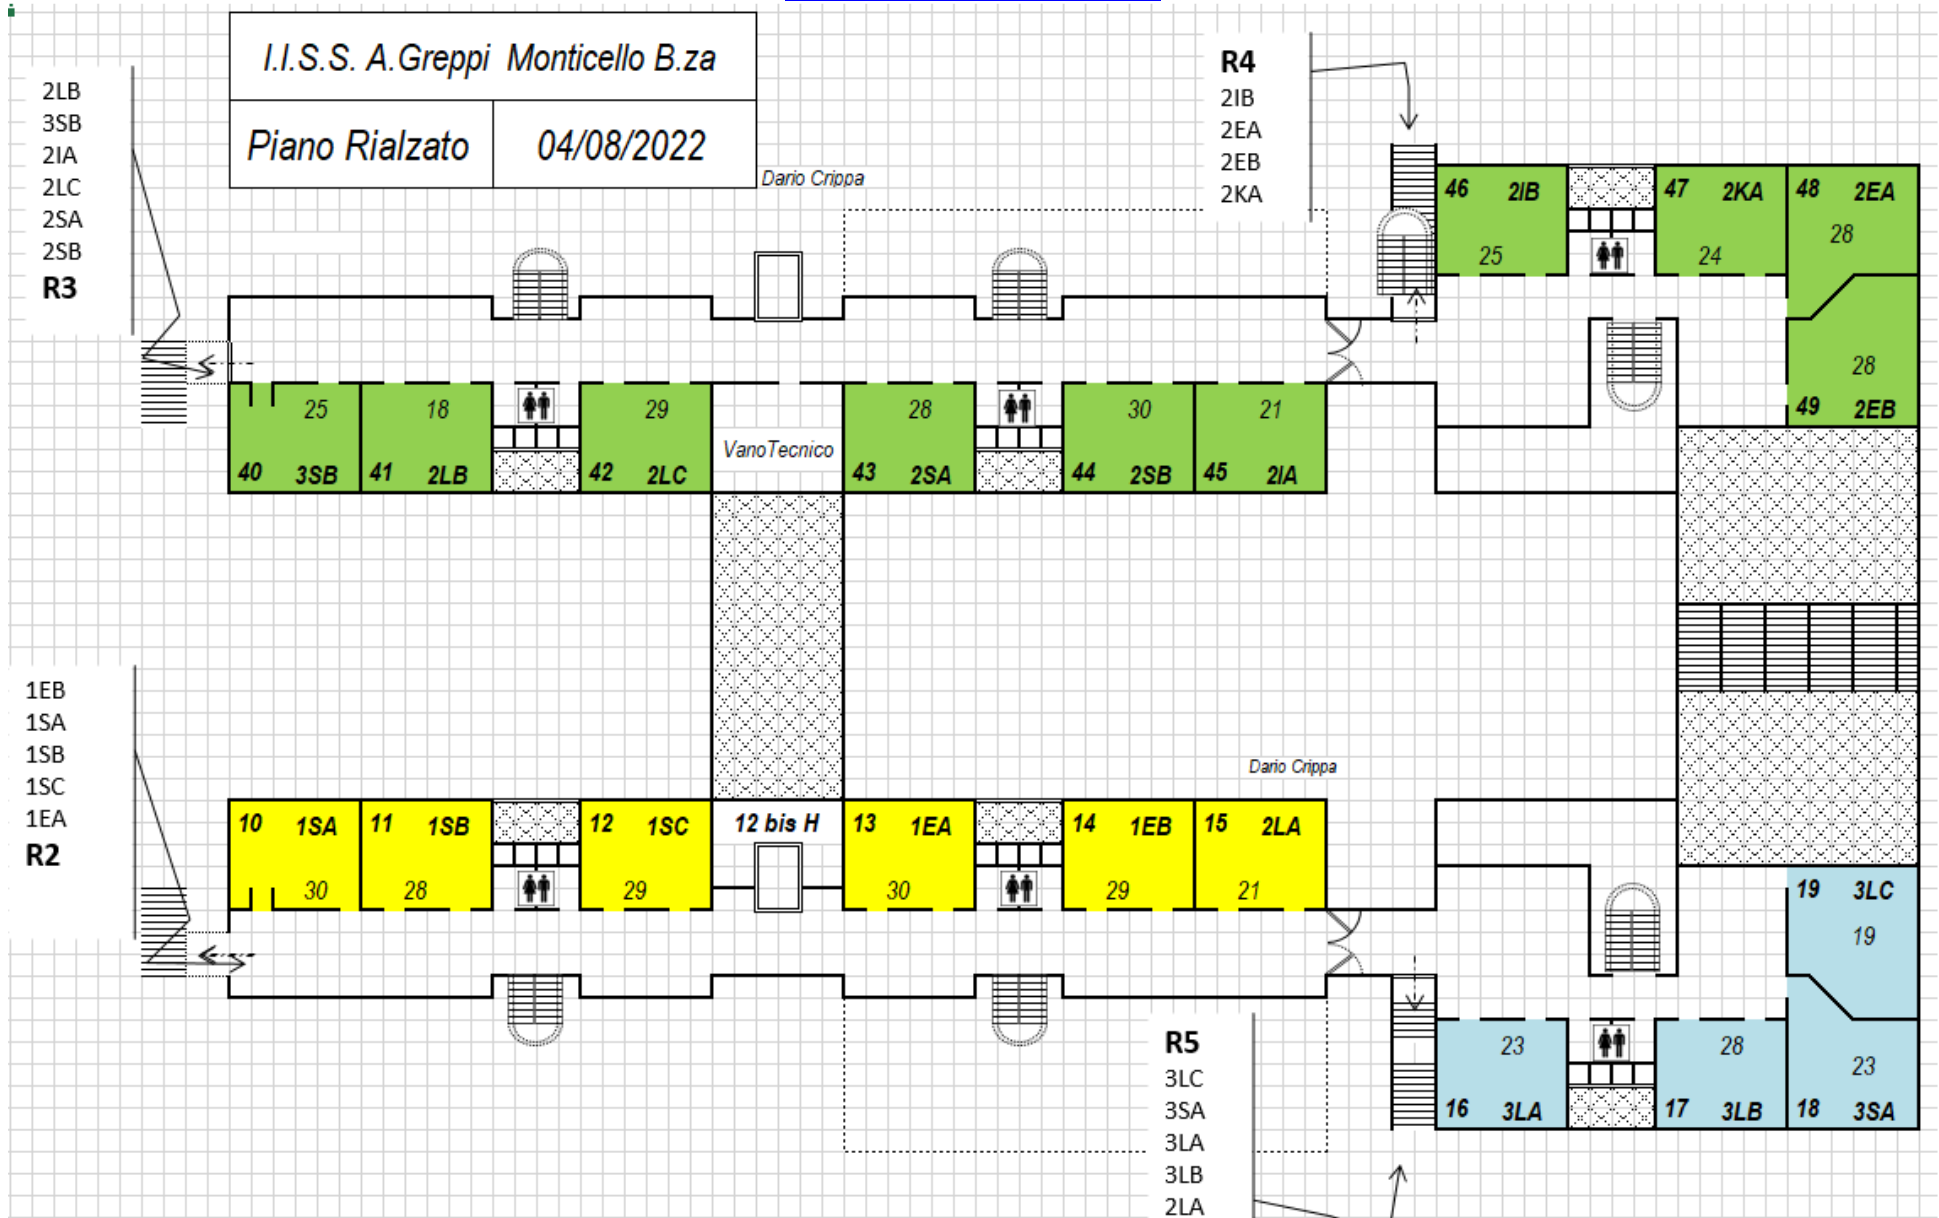 I.I.S.S. A.Greppi Monticello B.za
Piano Rialzato 04/08/2022
Dario Crippa
2LB
3SB
2IA
2LC
2SA
2SB
R3
R4
2IB
2EA
2EB
2KA
46 2IB
25
47 2KA
24
48 2EA
28
28
49 2EB
25
40 3SB
18
41 2LB
29
42 2LC
VanoTecnico
28
43 2SA
30
44 2SB
21
45 2IA
1EB
1SA
1SB
1SC
1EA
R2
Dario Crippa
10 1SA
30
11 1SB
28
12 1SC
29
12 bis H
13 1EA
30
14 1EB
29
15 2LA
21
19 3LC
19
23
16 3LA
28
17 3LB
23
18 3SA
R5
3LC
3SA
3LA
3LB
2LA